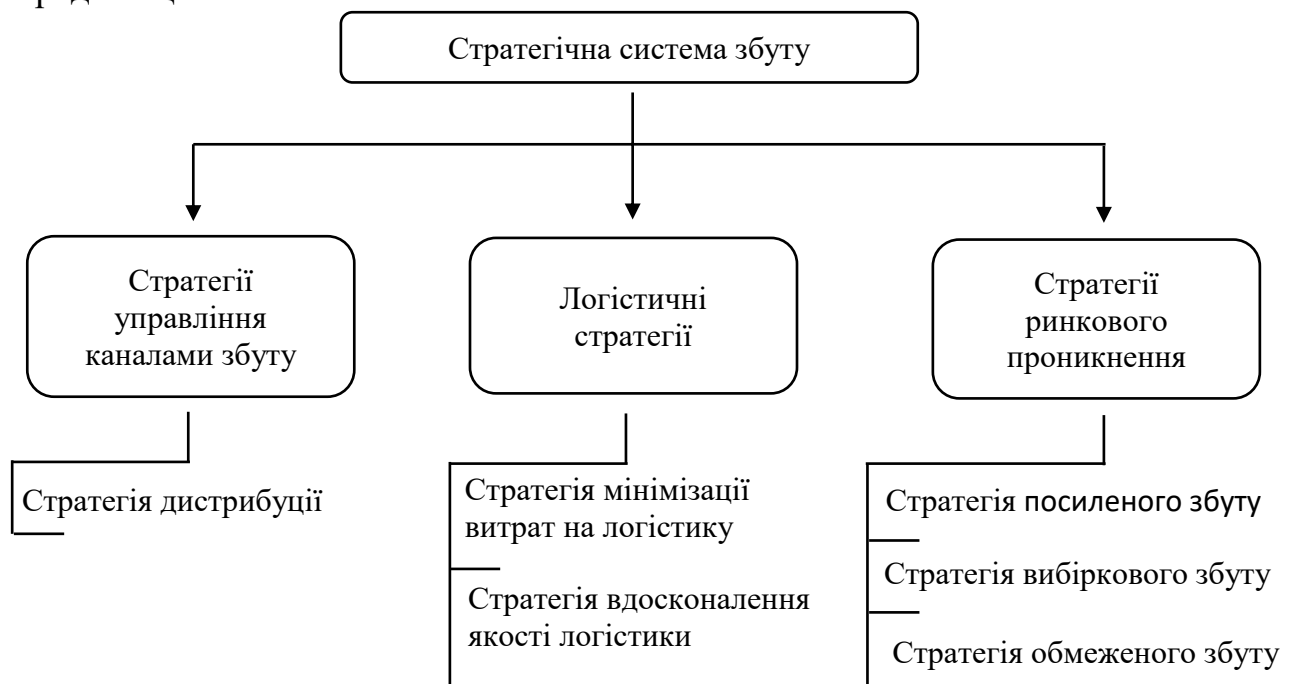 Стратегічна система збуту
Стратегії
управління
каналами збуту
Логістичні
стратегії
Стратегії
ринкового
проникнення
Стратегія дистрибуції
Стратегія мінімізації
витрат на логістику
Стратегія вдосконалення
якості логістики
Стратегія посиленого збуту
Стратегія вибіркового збуту
Стратегія обмеженого збуту